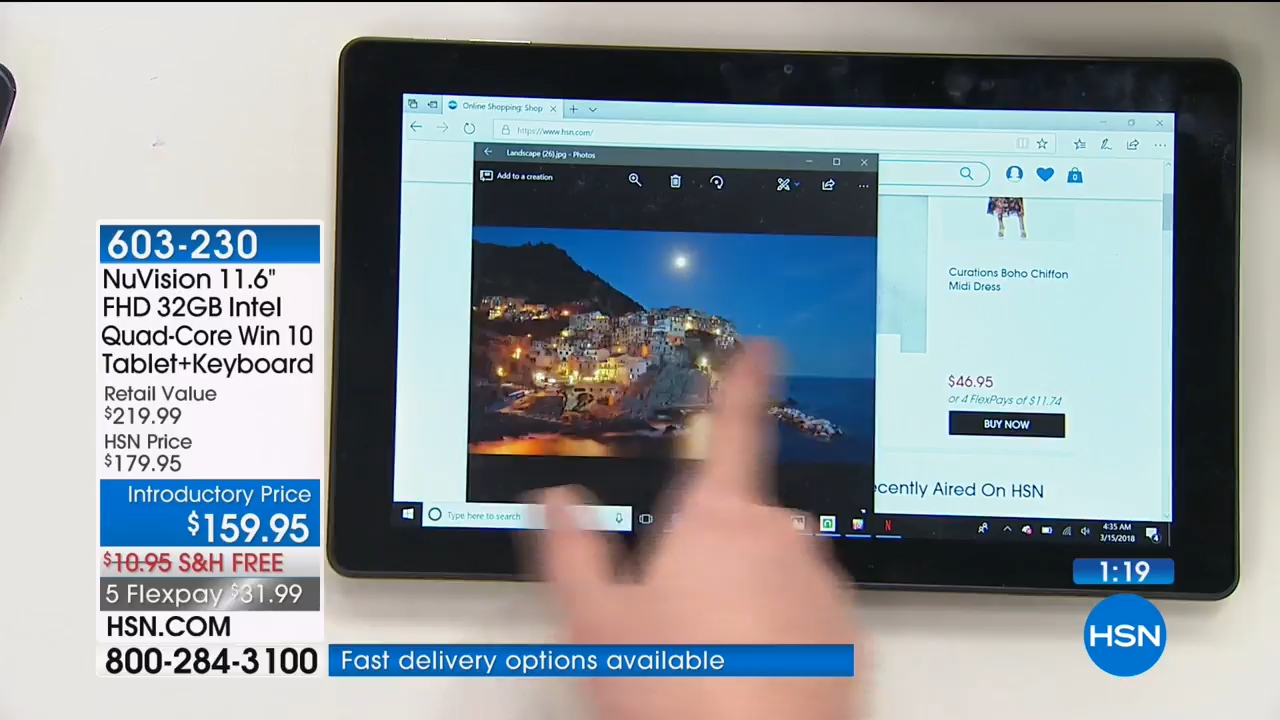 603-230
NuVision 11.6"
FHD 32GB Intel
Quad-Core Win 10
Tablet+Keyboard
Retail Value
$219.99
HSN Price
$179.95
Introductory Price
$159.95
$10.95 S&H FREE
5 Flexpay $31.99
HSN.COM
800-284-3100
Fast delivery options available
Online Shopping: Shop
https://www.hsn.com/
Landscape (26).jpg - Photos
Add to a creation
0
Curations Boho Chiffon
Midi Dress
$46.95
or 4 FlexPays of $11.74
BUY NOW
ecently Aired On HSN
Type here to search
N
4:35 AM
3/15/2018
4
1:19
HSN